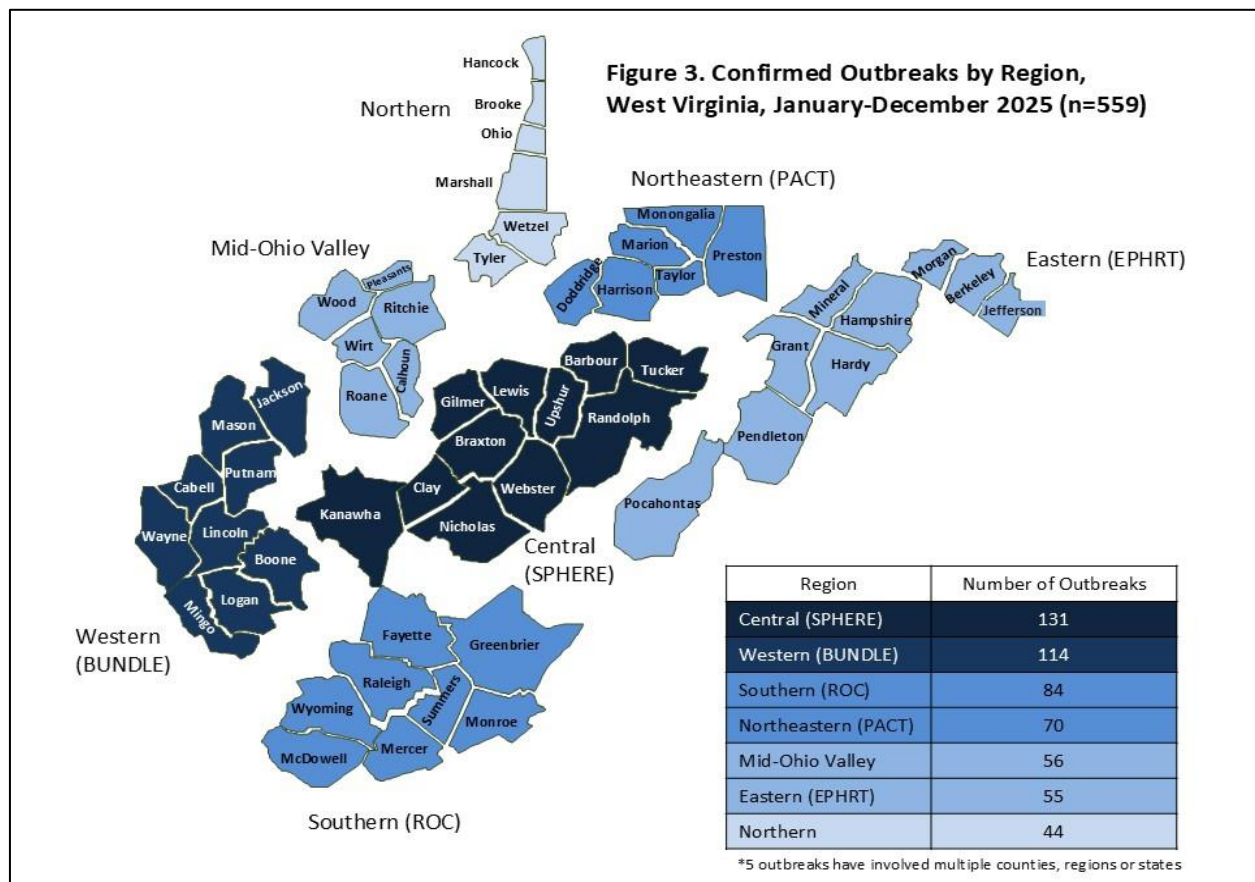 Figure 3. Confirmed Outbreaks by Region,
West Virginia, January-December 2025 (n=559)
Northern
Hancock
Brooke
Ohio
Marshall
Wetzel
Tyler
Northeastern (PACT)
Monongalia
Marion
Preston
Taylor
Doddridge
Harrison
Mid-Ohio Valley
Pleasants
Wood
Ritchie
Wirt
Calhoun
Roane
Eastern (EPHRT)
Morgan
Berkeley
Jefferson
Mineral
Hampshire
Grant
Hardy
Pendleton
Pocahontas
Barbour
Tucker
Lewis
Gilmer
Upshur
Randolph
Braxton
Clay
Webster
Kanawha
Nicholas
Central
(SPHERE)
Jackson
Mason
Putnam
Cabell
Wayne
Lincoln
Boone
Logan
Mingo
Western
(BUNDLE)
Fayette
Greenbrier
Raleigh
Summers
Wyoming
Monroe
Mercer
McDowell
Southern (ROC)
Region Number of Outbreaks
Central (SPHERE) 131
Western (BUNDLE) 114
Southern (ROC) 84
Northeastern (PACT) 70
Mid-Ohio Valley 56
Eastern (EPHRT) 55
Northern 44
*5 outbreaks have involved multiple counties, regions or states